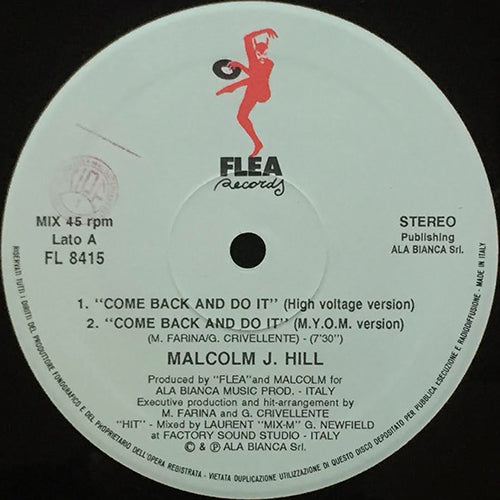 FLEA
Records
MIX 45 rpm
Lato A
FL 8415
STEREO
Publishing
ALA BIANCA Srl.
1. "COME BACK AND DO IT" (High voltage version)
2. "COME BACK AND DO IT" (M.Y.O.M. version)
(M. FARINA/G. CRIVELLENTE) - (7'30")
MALCOLM J. HILL
Produced by "FLEA" and MALCOLM for
ALA BIANCA MUSIC PROD. - ITALY
Executive production and hit-arrangement by
M. FARINA and G. CRIVELLENTE
"HIT" - Mixed by LAURENT "MIX-M" G. NEWFIELD
at FACTORY SOUND STUDIO - ITALY
© & ℗ ALA BIANCA Srl.
RISERVATI TUTTI I DIRITTI DEL PRODUTTORE FONOGRAFICO E DEL PROPRIETARIO DELL'OPERA REGISTRATA - VIETATA DUPLICAZIONE UTILIZZAZIONE DI QUESTO DISCO DEPOSITATO PER PUBBLICA ESECUZIONE E RADIODIFFUSIONE - MADE IN ITALY